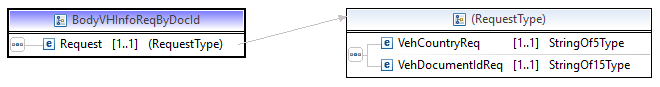 BodyVHInfoReqByDocId
e Request [1..1] (RequestType)
(RequestType)
e VehCountryReq [1..1] StringOf5Type
e VehDocumentIdReq [1..1] StringOf15Type